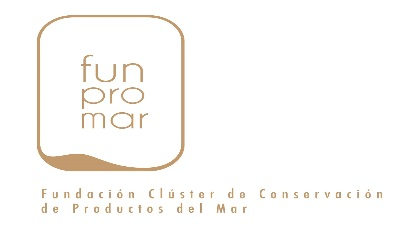 fun
pro
mar
Fundación Clúster de Conservación
de Productos del Mar